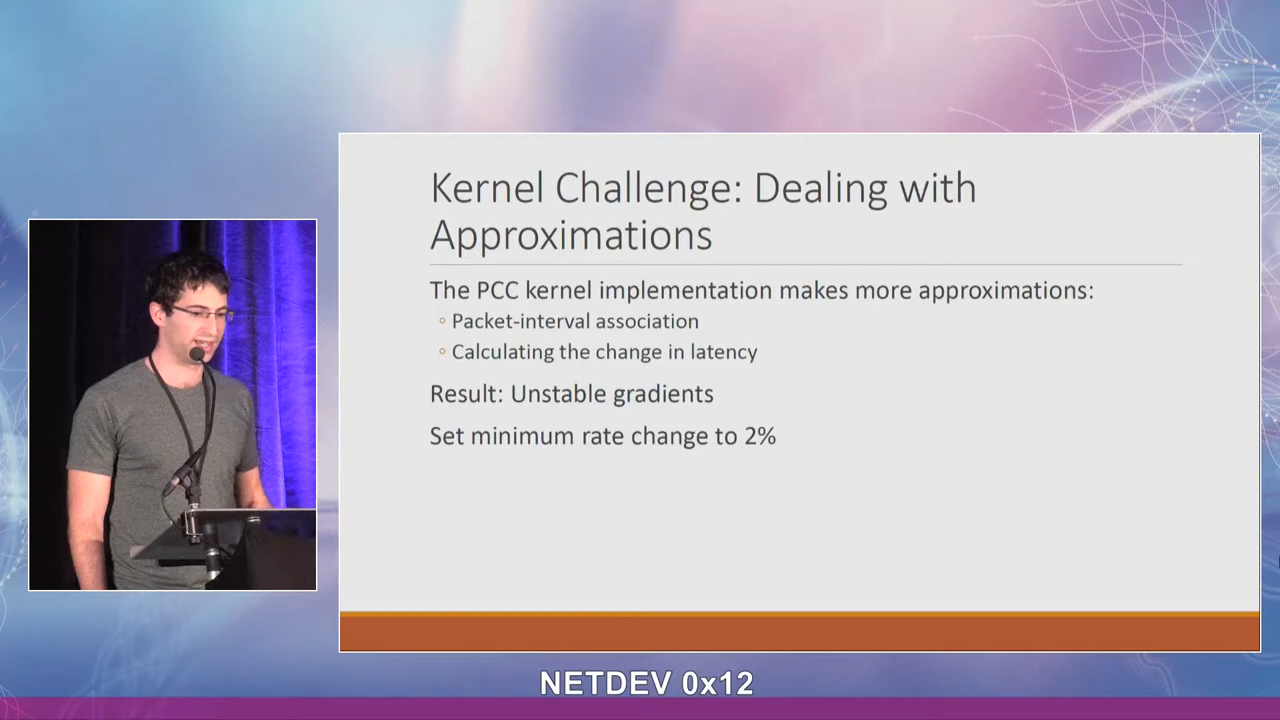 Kernel Challenge: Dealing with
Approximations
The PCC kernel implementation makes more approximations:
Packet-interval association
Calculating the change in latency
Result: Unstable gradients
Set minimum rate change to 2%
NETDEV 0x12